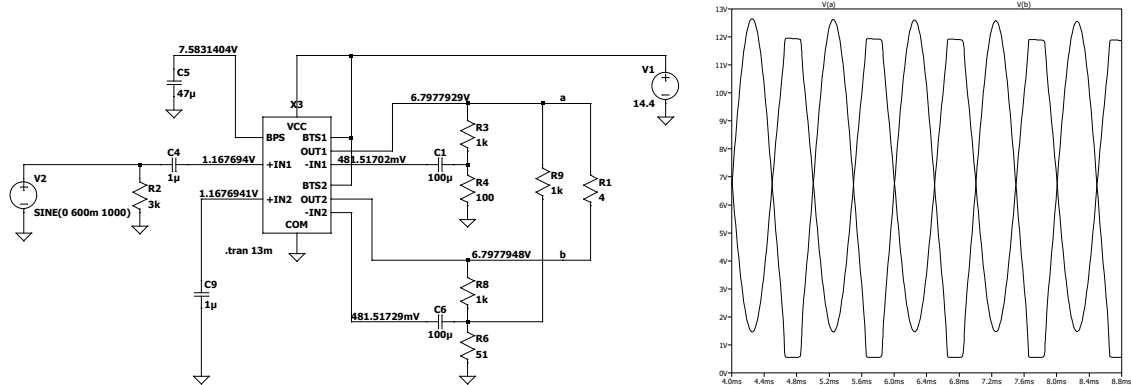 7.5831404V
C5
47µ
X3
VCC
BPS
BTS1
OUT1
+IN1
-IN1
BTS2
+IN2
OUT2
-IN2
COM
6.7977929V
a
V1
14.4
R3
1k
C4
1µ
1.167694V
481.51702mV
C1
100µ
R4
100
R9
1k
R1
4
V2
SINE(0 600m 1000)
R2
3k
1.1676941V
.tran 13m
6.7977948V
b
R8
1k
C9
1µ
481.51729mV
C6
100µ
R6
51
V(a)
V(b)
13V
12V
11V
10V
9V
8V
7V
6V
5V
4V
3V
2V
1V
0V
4.0ms 4.4ms 4.8ms 5.2ms 5.6ms 6.0ms 6.4ms 6.8ms 7.2ms 7.6ms 8.0ms 8.4ms 8.8ms